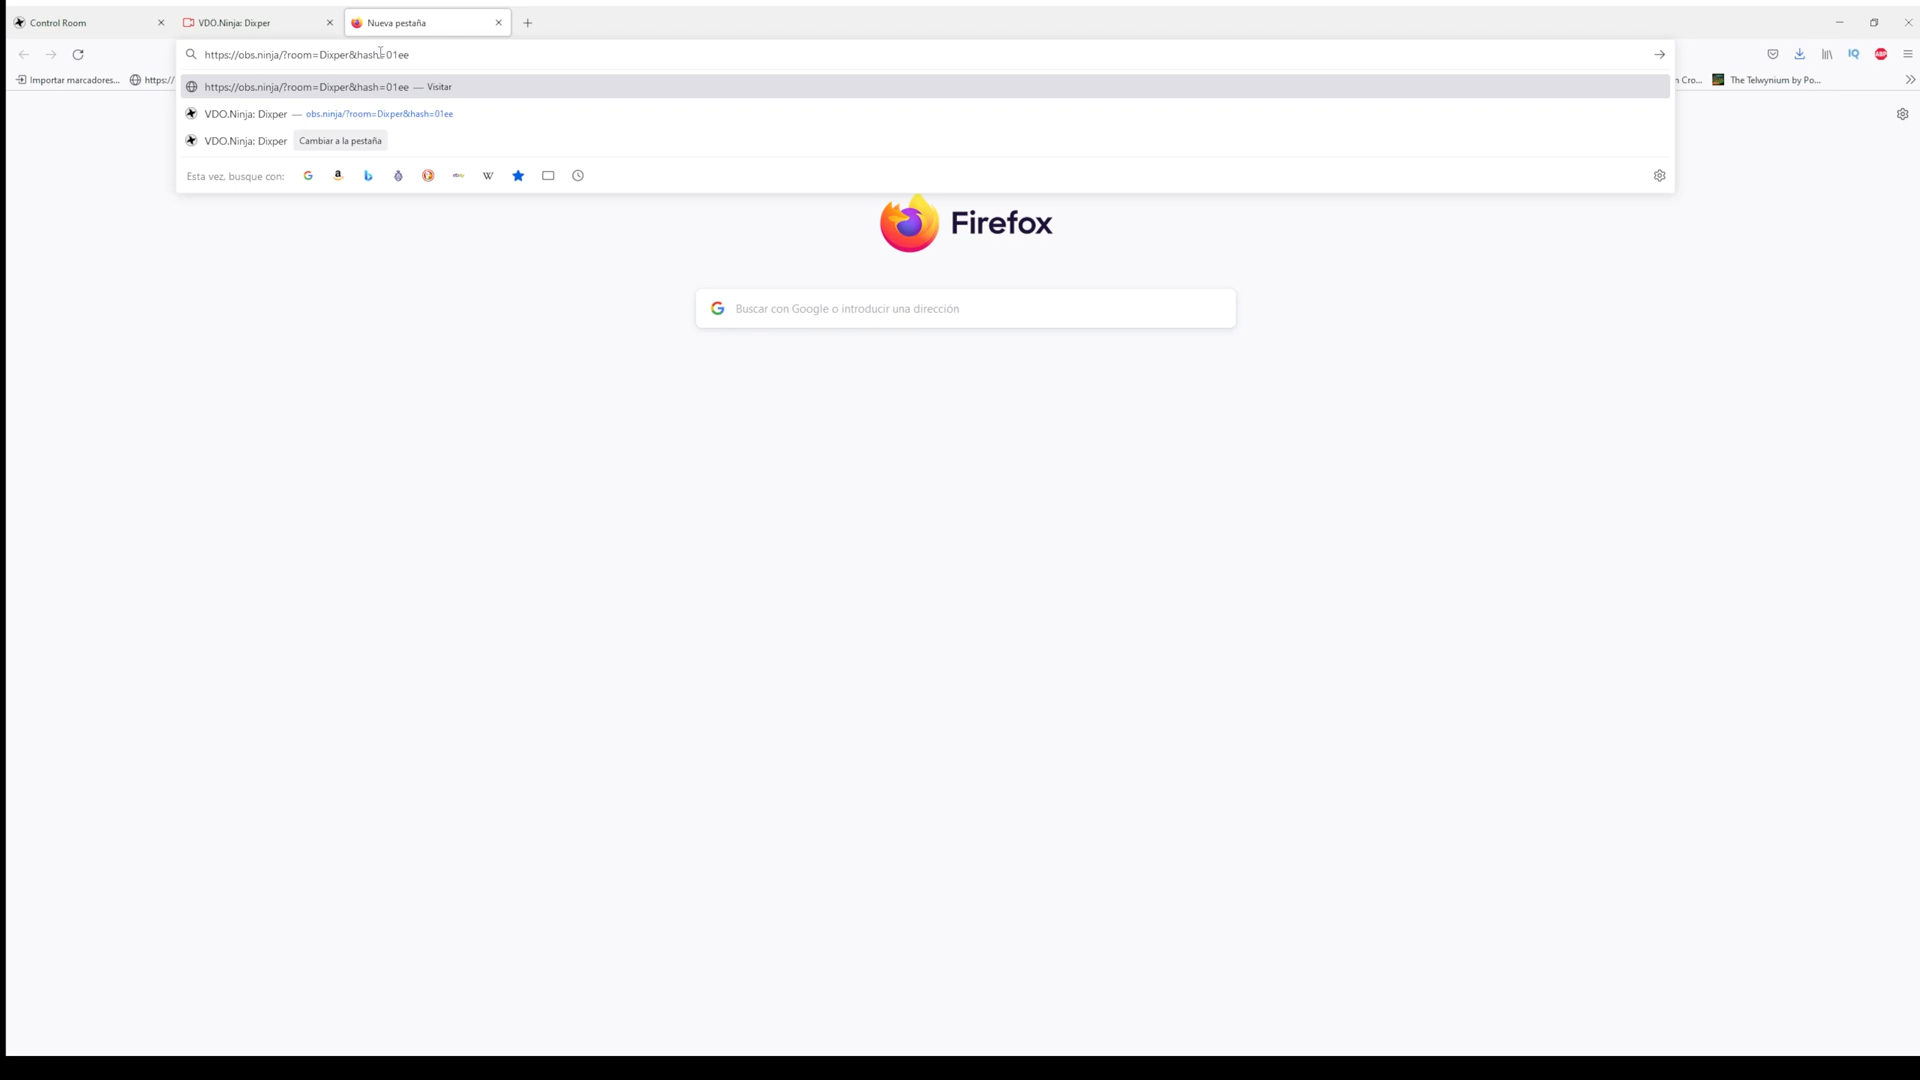 Control Room
VDO.Ninja: Dixper
Nueva pestaña
https://obs.ninja/?room=Dixper&hash=01ee
Importar marcadores...
https:/
n Cro...
The Telwynium by Po...
https://obs.ninja/?room=Dixper&hash=01ee — Visitar
VDO.Ninja: Dixper — obs.ninja/?room=Dixper&hash=01ee
VDO.Ninja: Dixper Cambiar a la pestaña
Esta vez, busque con:
Firefox
Buscar con Google o introducir una dirección